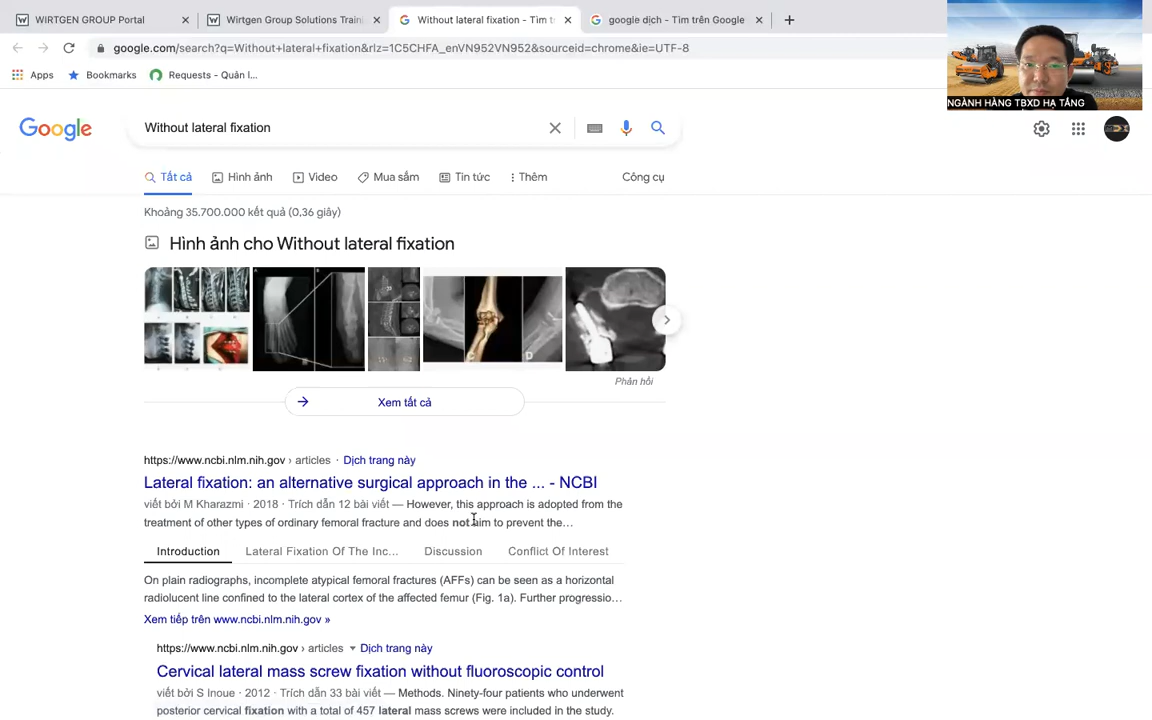 WIRTGEN GROUP Portal
Wirtgen Group Solutions Traini
Without lateral fixation - Tìm t
google dịch - Tìm trên Google
google.com/search?q=Without+lateral+fixation&rlz=1C5CHFA_enVN952VN952&sourceid=chrome&ie=UTF-8
Apps
Bookmarks
Requests - Quản l...
NGÀNH HÀNG TBXD HẠ TẦNG
Google
Without lateral fixation
Tất cả
Hình ảnh
Video
Mua sắm
Tin tức
Thêm
Công cụ
Khoảng 35.700.000 kết quả (0,36 giây)
Hình ảnh cho Without lateral fixation
Phản hồi
Xem tất cả
https://www.ncbi.nlm.nih.gov › articles · Dịch trang này
Lateral fixation: an alternative surgical approach in the ... - NCBI
viết bởi M Kharazmi · 2018 · Trích dẫn 12 bài viết — However, this approach is adopted from the
treatment of other types of ordinary femoral fracture and does not aim to prevent the…
Introduction
Lateral Fixation Of The Inc...
Discussion
Conflict Of Interest
On plain radiographs, incomplete atypical femoral fractures (AFFs) can be seen as a horizontal
radiolucent line confined to the lateral cortex of the affected femur (Fig. 1a). Further progressio…
Xem tiếp trên www.ncbi.nlm.nih.gov »
https://www.ncbi.nlm.nih.gov › articles Dịch trang này
Cervical lateral mass screw fixation without fluoroscopic control
viết bởi S Inoue · 2012 · Trích dẫn 33 bài viết — Methods. Ninety-four patients who underwent
posterior cervical fixation with a total of 457 lateral mass screws were included in the study.